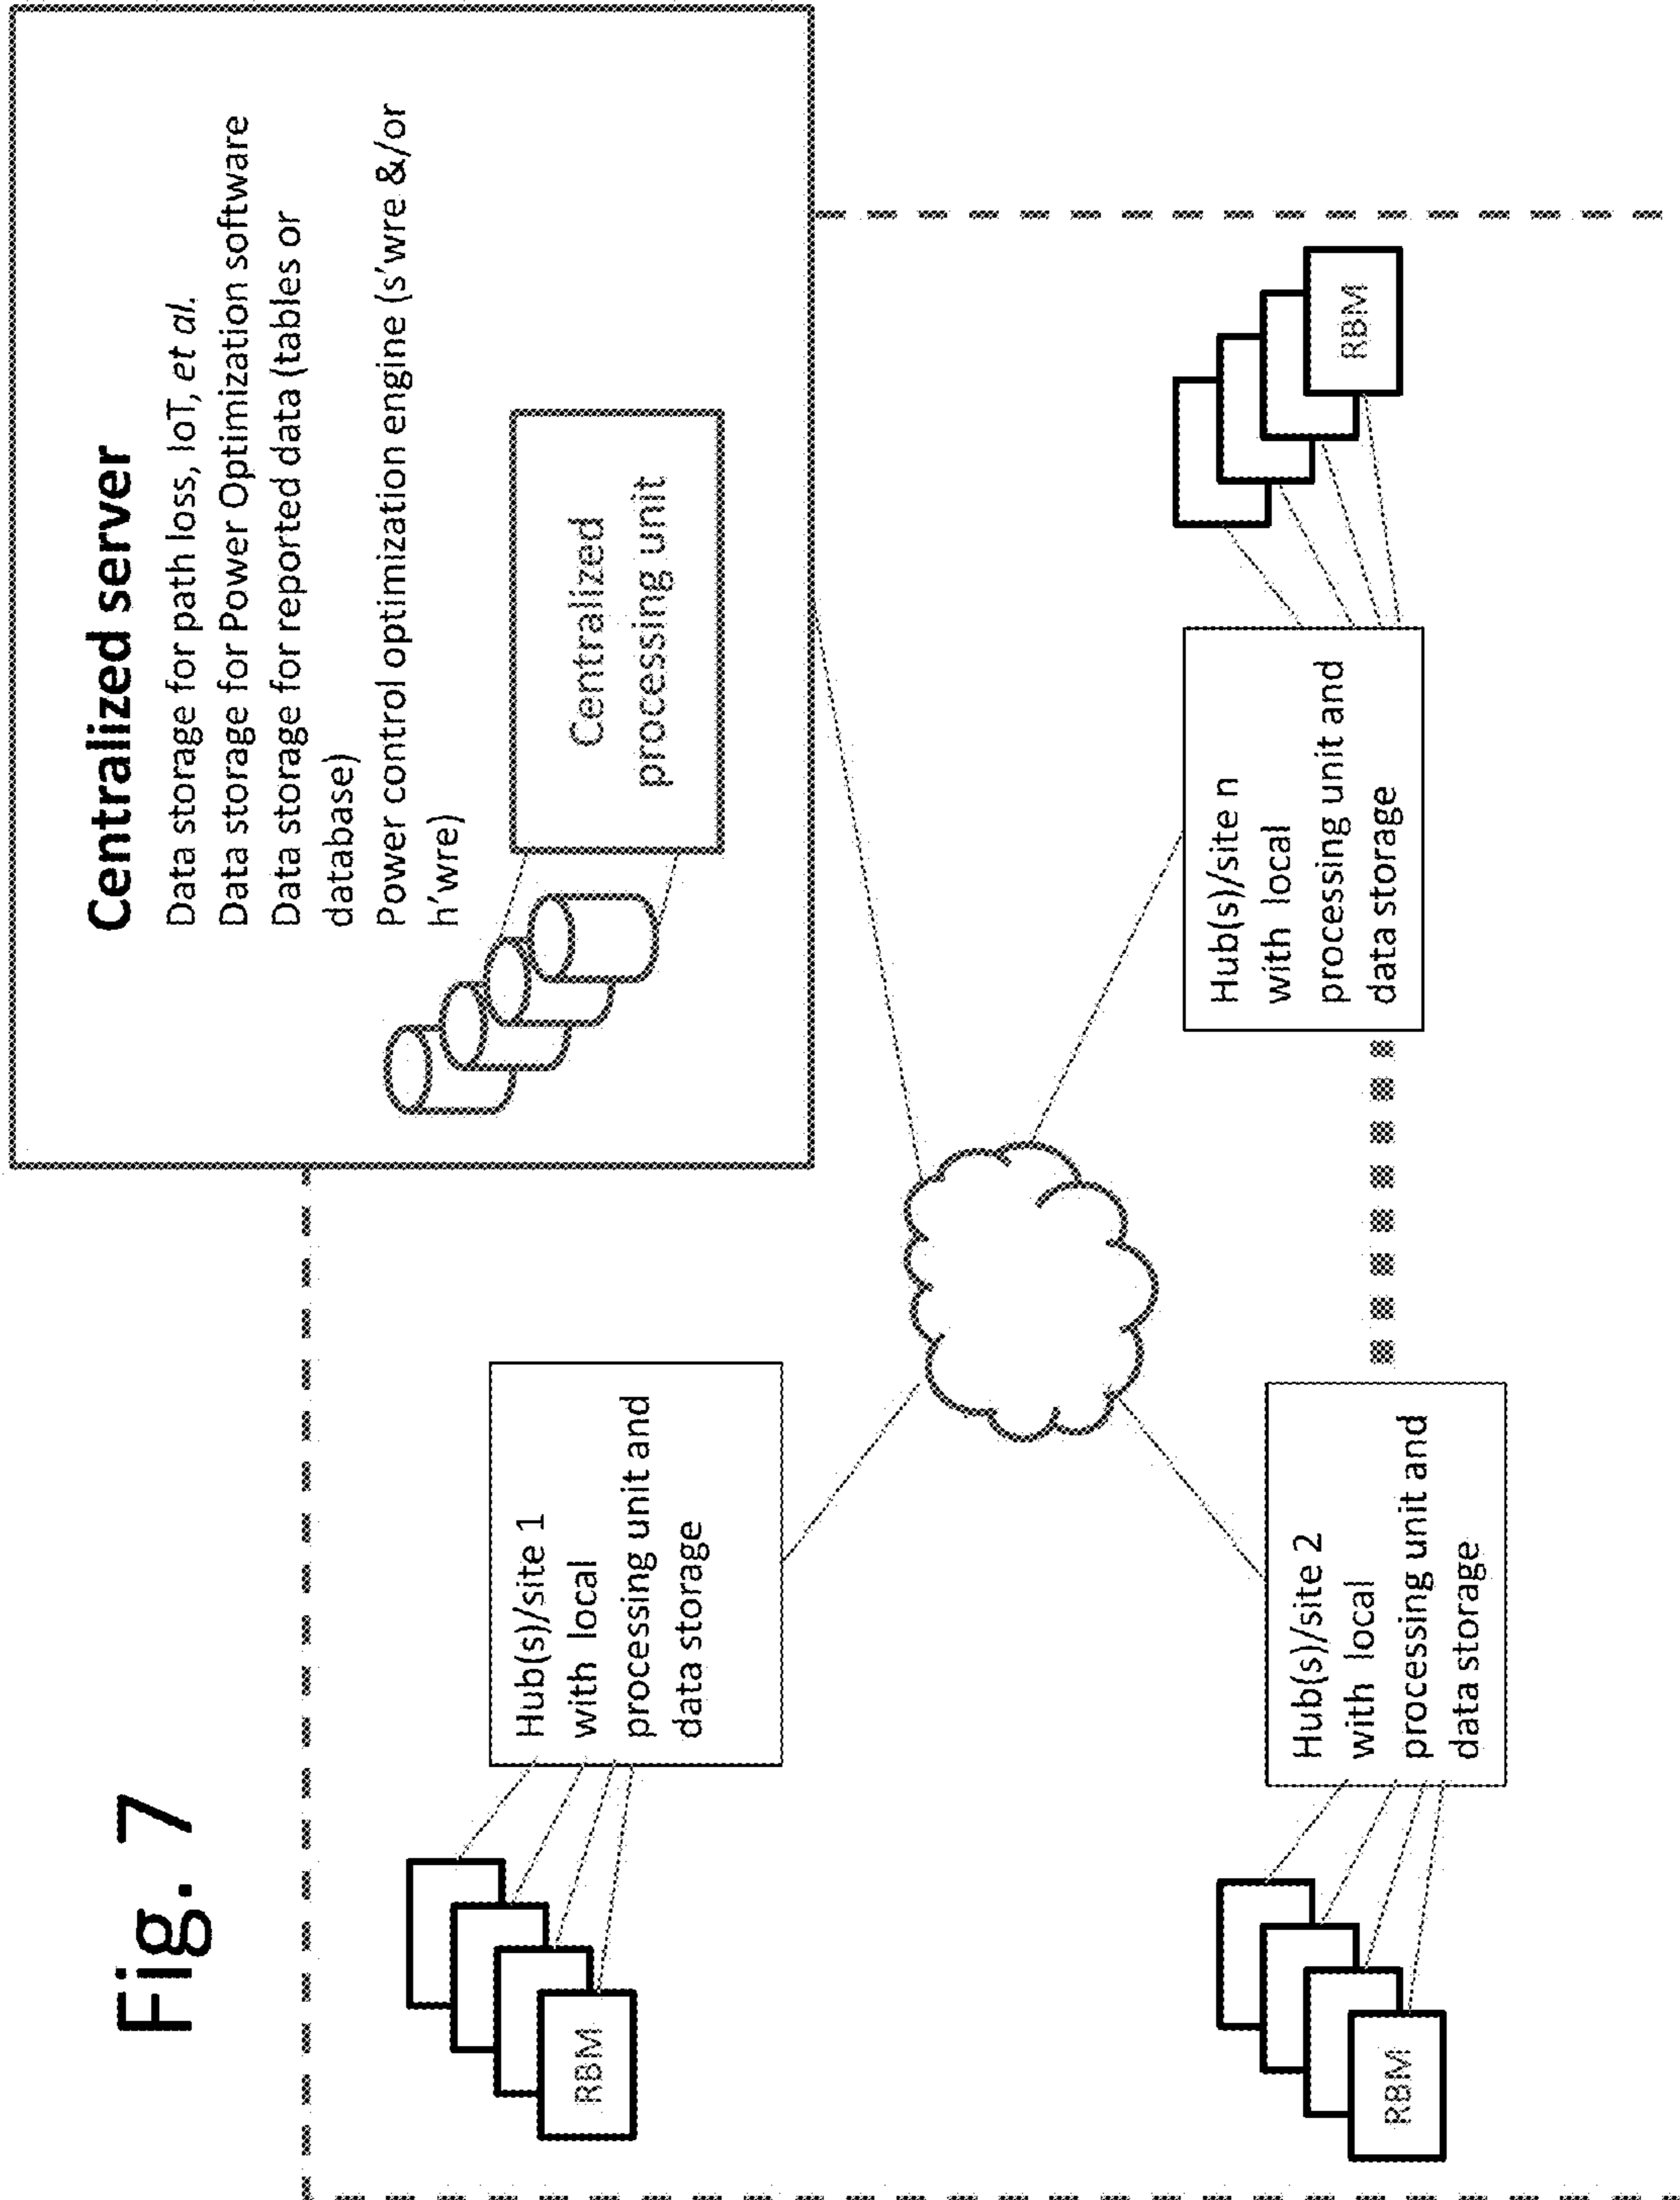 Fig. 7
Centralized server
Data storage for path loss, IoT, et al.
Data storage for Power Optimization software
Data storage for reported data (tables or
database)
Power control optimization engine (s'wre &/or
h'wre)
Centralized
processing unit
Hub(s)/site 1
with local
processing unit and
data storage
RBM
Hub(s)/site 2
with local
processing unit and
data storage
RBM
Hub(s)/site n
with local
processing unit and
data storage
RBM